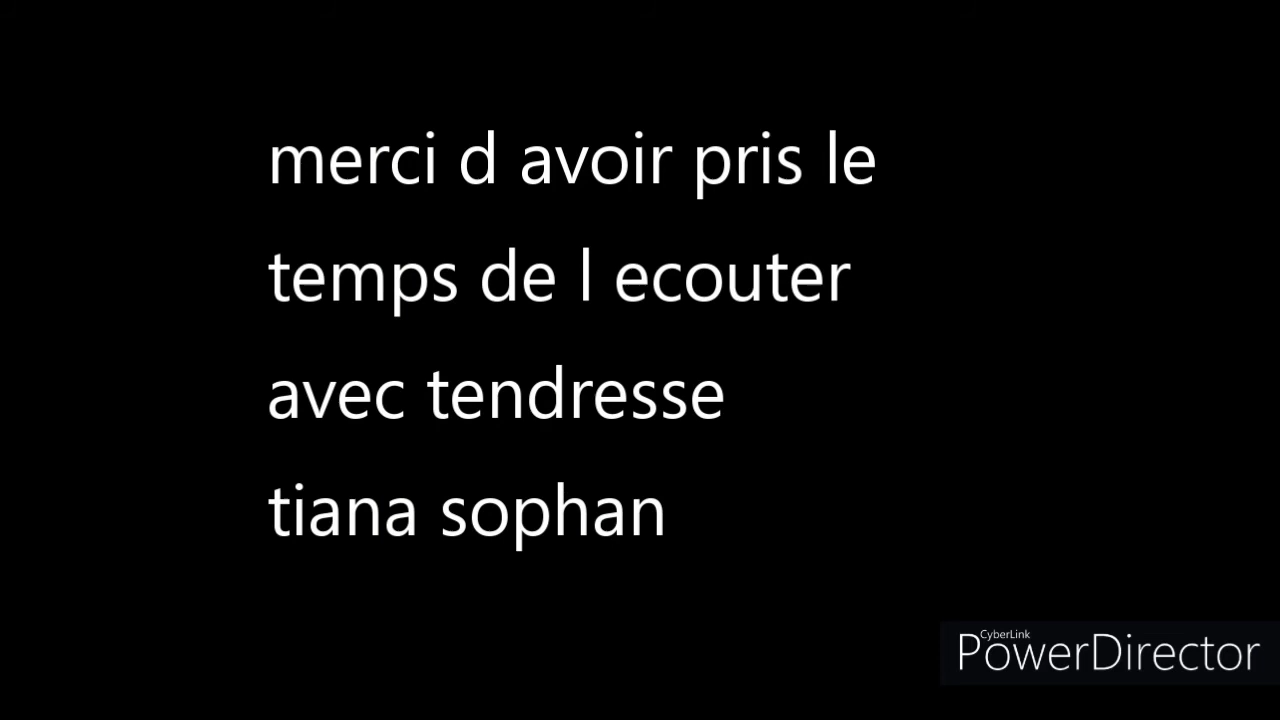 merci d avoir pris le
temps de l ecouter
avec tendresse
tiana sophan
CyberLink
PowerDirector